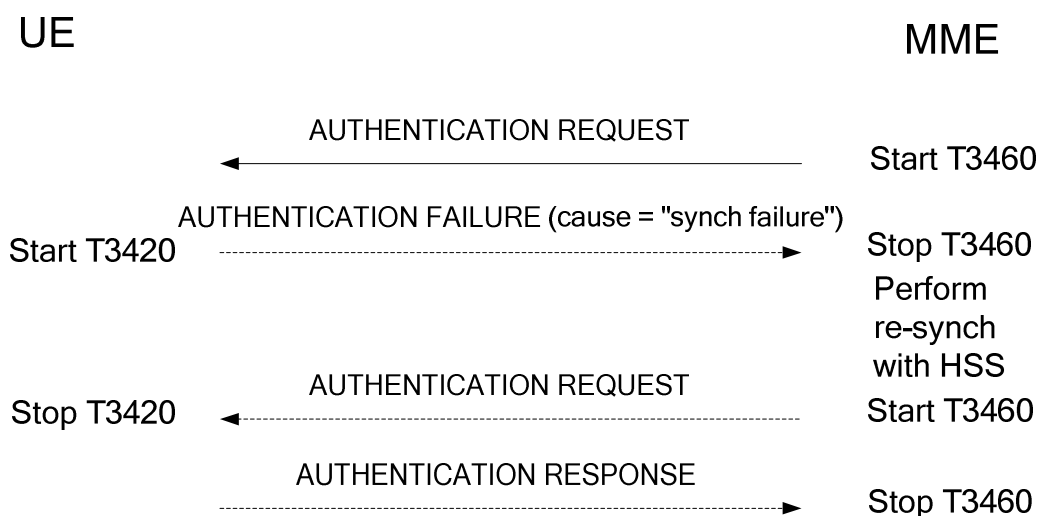 UE
MME
AUTHENTICATION REQUEST
Start T3460
AUTHENTICATION FAILURE (cause = "synch failure")
Start T3420
Stop T3460
Perform
re-synch
with HSS
AUTHENTICATION REQUEST
Stop T3420
Start T3460
AUTHENTICATION RESPONSE
Stop T3460